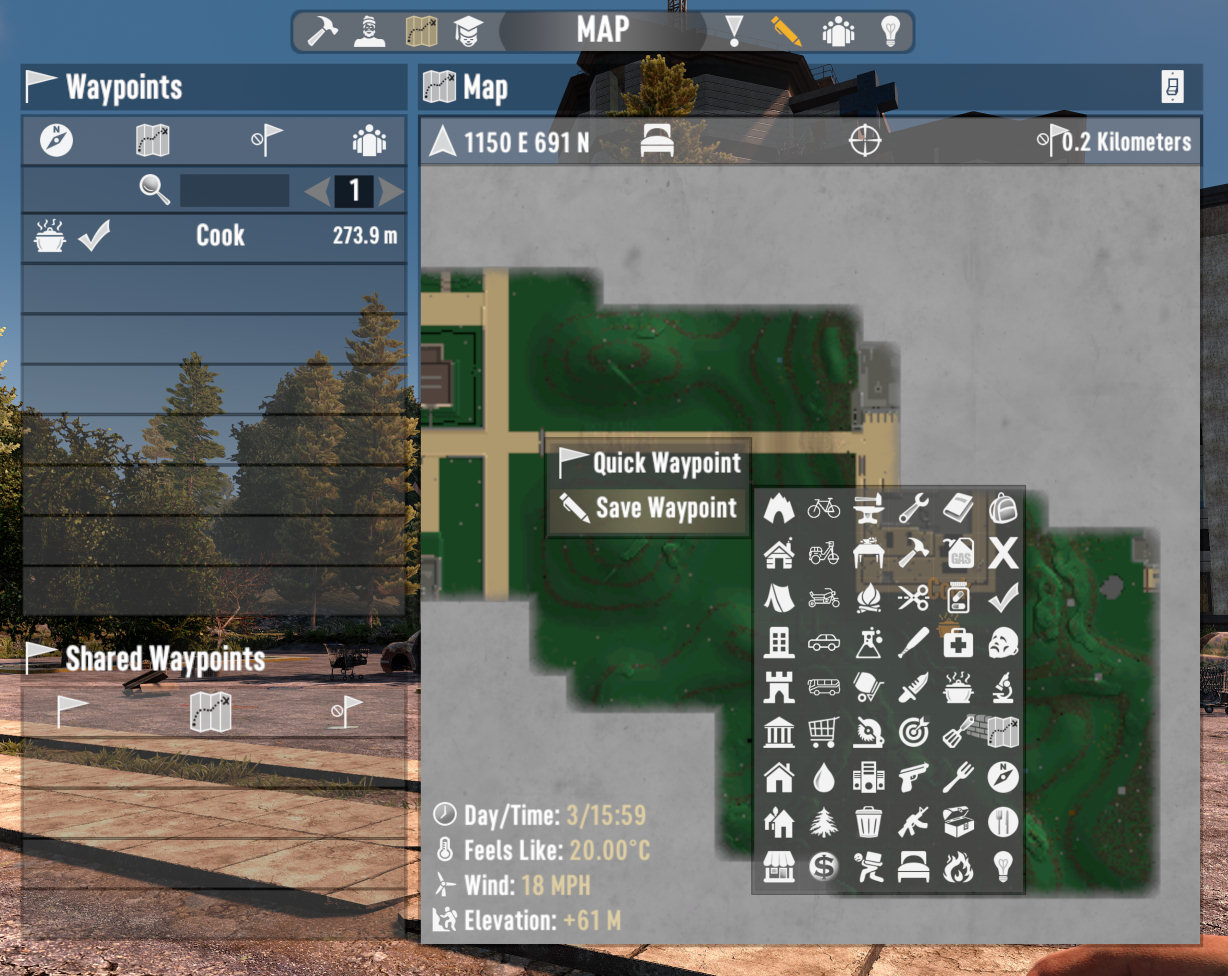 MAP
Waypoints
Map
N
1150 E 691 N
0.2 Kilometers
1
Cook
273.9 m
Quick Waypoint
Save Waypoint
GAS
Shared Waypoints
N
$
Day/Time: 3/15:59
Feels Like: 20.00°C
Wind: 18 MPH
Elevation: +61 M